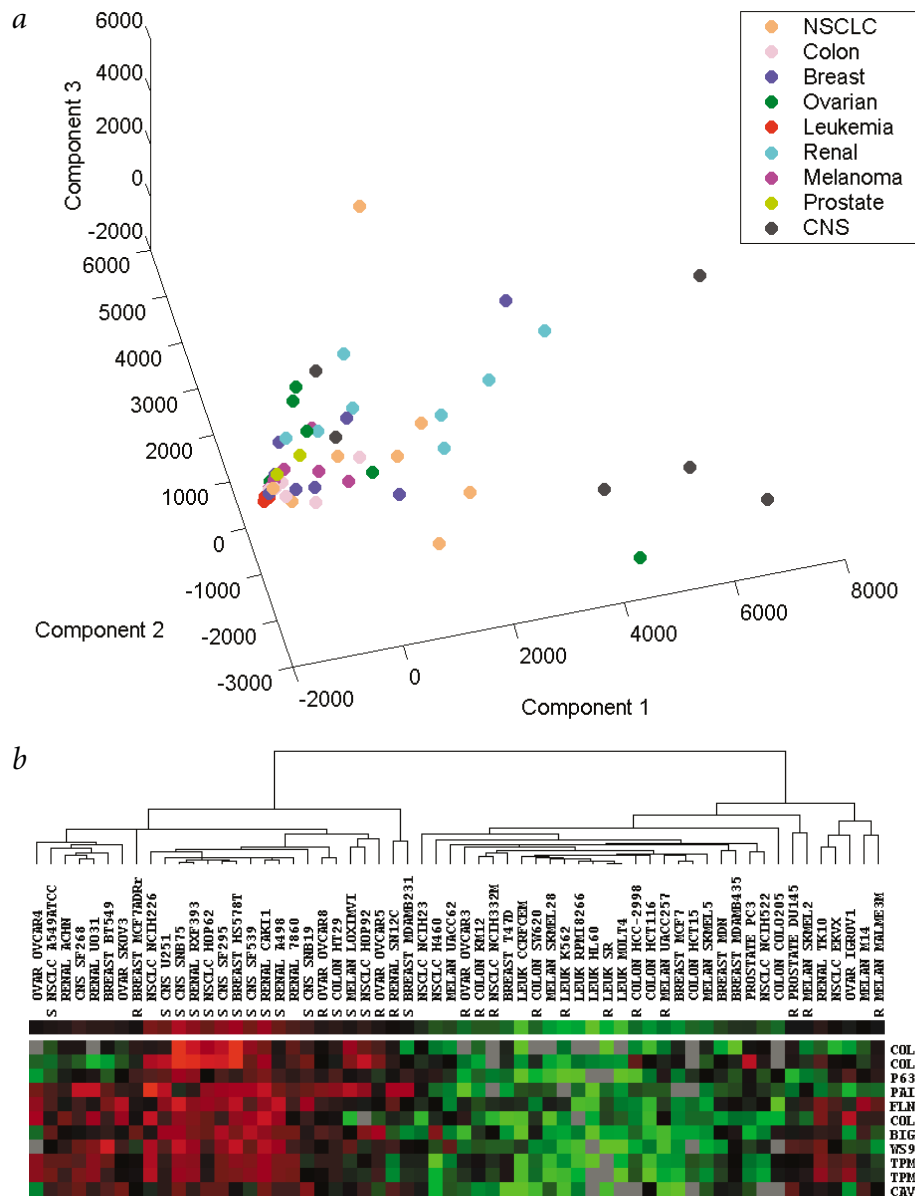 a
6000
4000
2000
0
-2000
Component 3
6000
5000
4000
3000
2000
1000
0
-1000
-2000
-3000
Component 2
-2000
0
2000
4000
6000
8000
Component 1
NSCLC
Colon
Breast
Ovarian
Leukemia
Renal
Melanoma
Prostate
CNS
b
OVAR OVCAR4
S NSCLC A549ATCC
RENAL ACHN
CNS SF268
RENAL UO31
BREAST BT549
OVAR SKOV3
R BREAST MCF7ADRr
NSCLC NCIH226
S CNS U251
S CNS SNB75
S RENAL RXF393
S NSCLC HOP62
S CNS SF295
S BREAST HS578T
S CNS SF539
S RENAL CAKI1
S RENAL A498
RENAL 7860
S CNS SNB19
R OVAR OVCAR8
S COLON HT29
S MELAN LOXIMVI
S NSCLC HOP92
R OVAR OVCAR5
R RENAL SN12C
S BREAST MDAMB231
NSCLC NCIH23
NSCLC H460
MELAN UACC62
R OVAR OVCAR3
R COLON KM12
R NSCLC NCIH332M
BREAST T47D
LEUK CCRFCEM
R COLON SW620
MELAN SKMEL28
R LEUK K562
LEUK RPMI8266
LEUK HL60
R LEUK SR
LEUK MOLT4
R COLON HCC-2998
COLON HCT116
R MELAN UACC257
BREAST MCF7
COLON HCT15
MELAN SKMEL5
BREAST MDN
BREAST MDAMB435
PROSTATE PC3
NSCLC NCIH522
COLON COLO205
R PROSTATE DU145
R MELAN SKMEL2
RENAL TK10
NSCLC EKVX
OVAR IGROV1
MELAN M14
R MELAN MALME3M
COL
COL
P63
PAI
FLN
COL
BIG
WS9
TPM
TPM
CAV